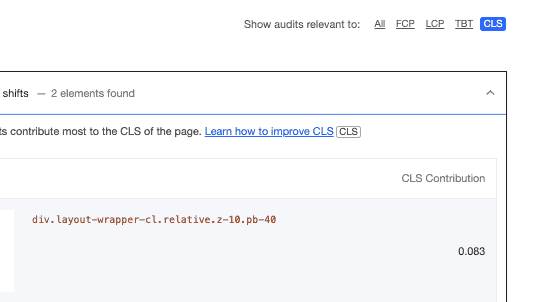 Show audits relevant to: All FCP LCP TBT CLS
shifts — 2 elements found
ts contribute most to the CLS of the page. Learn how to improve CLS CLS
CLS Contribution
div.layout-wrapper-cl.relative.z-10.pb-40
0.083